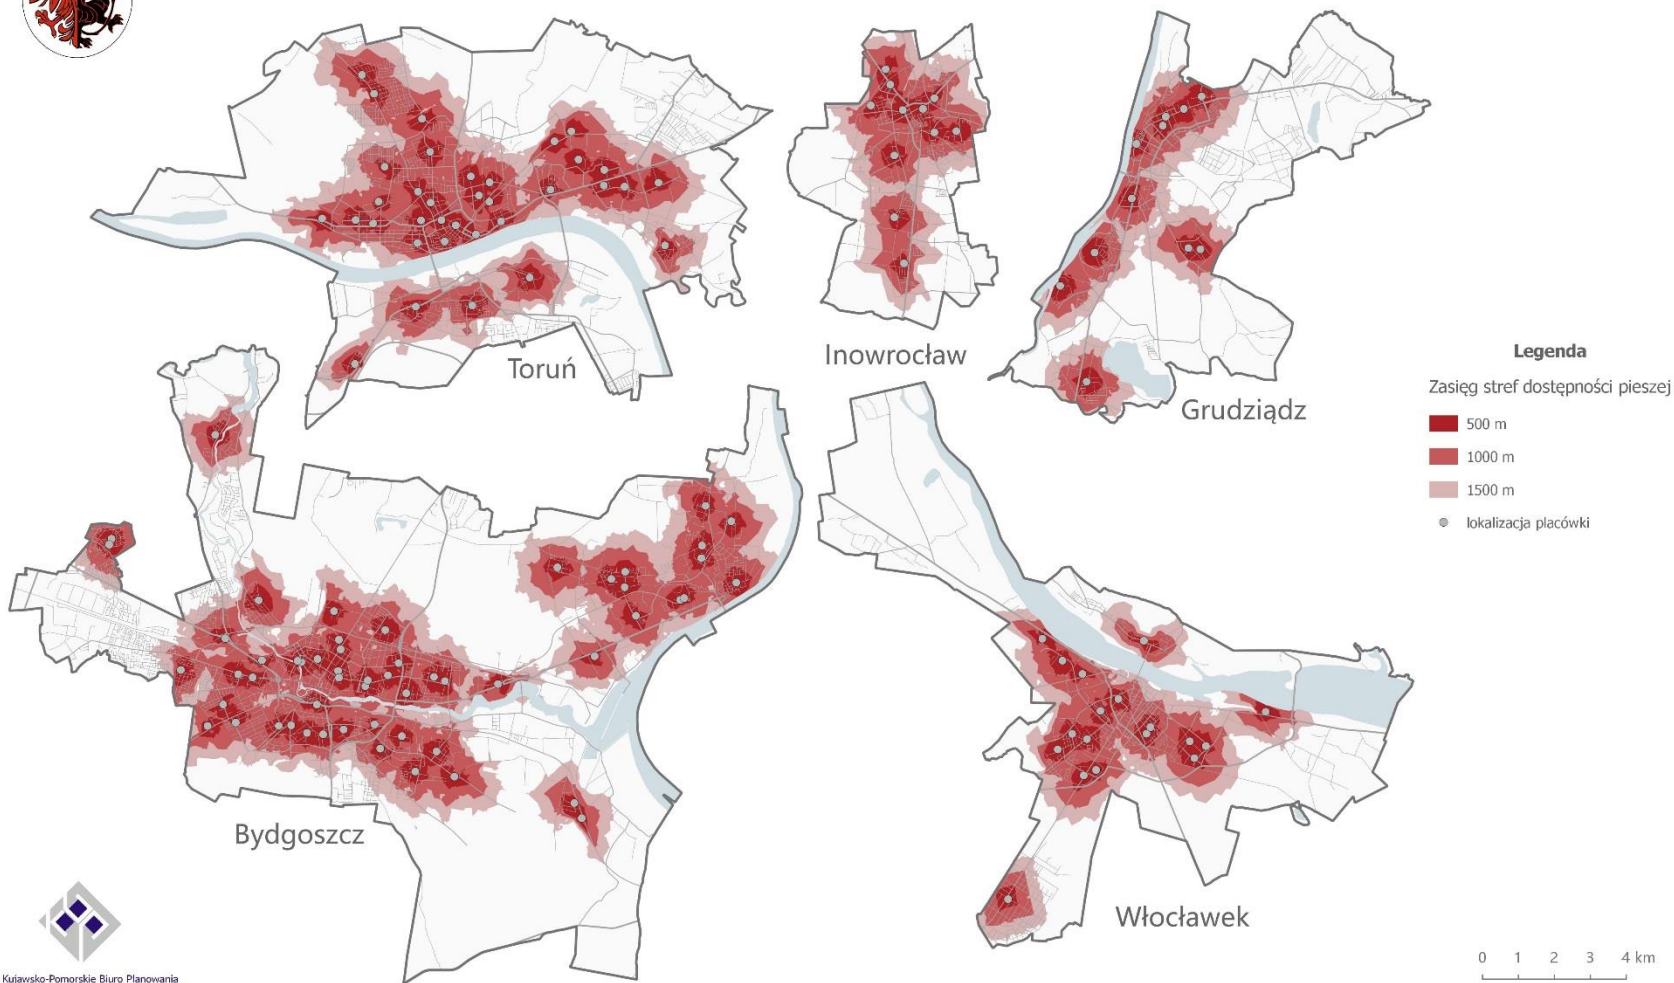 Toruń
Inowrocław
Grudziądz
Legenda
Zasięg stref dostępności pieszej
500 m
1000 m
1500 m
lokalizacja placówki
Bydgoszcz
Włocławek
Kujawsko-Pomorskie Biuro Planowania
0 1 2 3 4 km